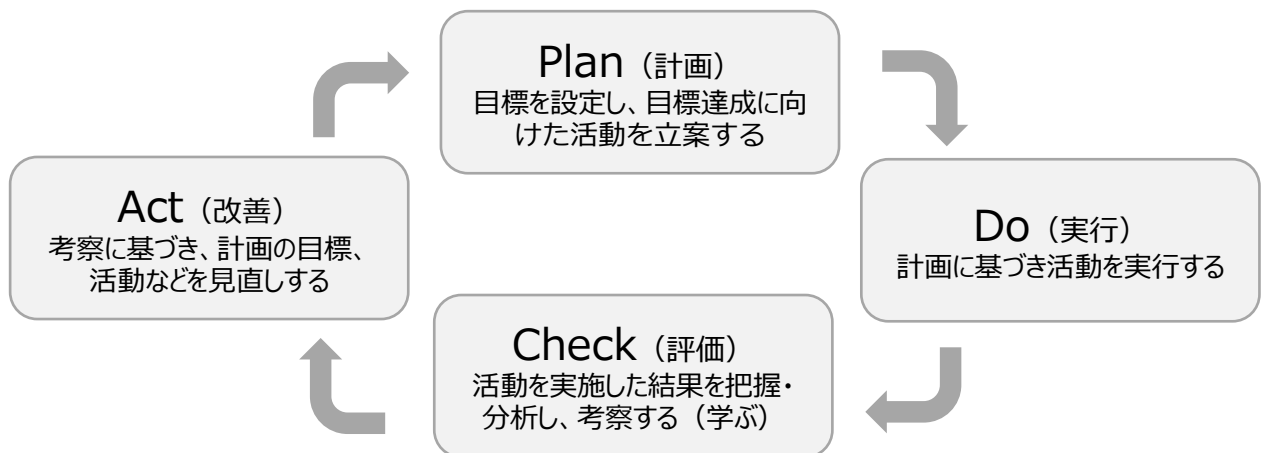 Plan（計画）
目標を設定し、目標達成に向
けた活動を立案する
Do（実行）
計画に基づき活動を実行する
Check（評価）
活動を実施した結果を把握・
分析し、考察する（学ぶ）
Act（改善）
考察に基づき、計画の目標、
活動などを見直しする